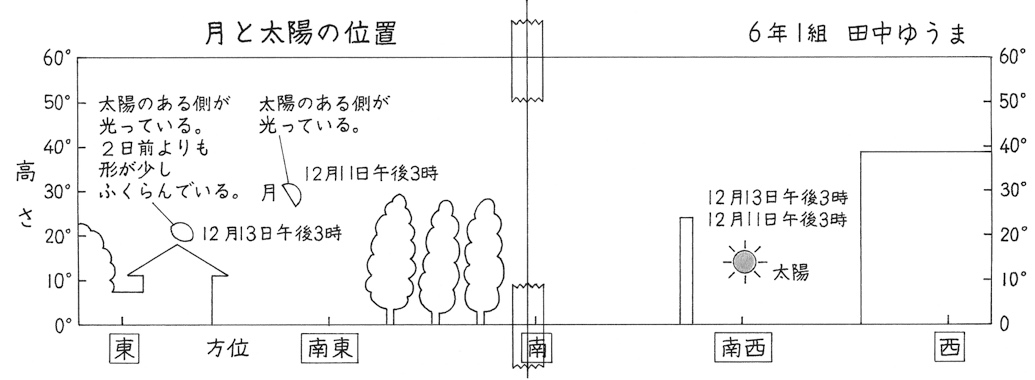 月と太陽の位置
6年1組 田中ゆうま
60°
50°
40°
30°
20°
10°
0°
高さ
太陽のある側が
光っている。
2日前よりも
形が少し
ふくらんでいる。
太陽のある側が
光っている。
月
12月11日午後3時
12月13日午後3時
12月13日午後3時
12月11日午後3時
太陽
60°
50°
40°
30°
20°
10°
0
東 方位 南東 南 南西 西